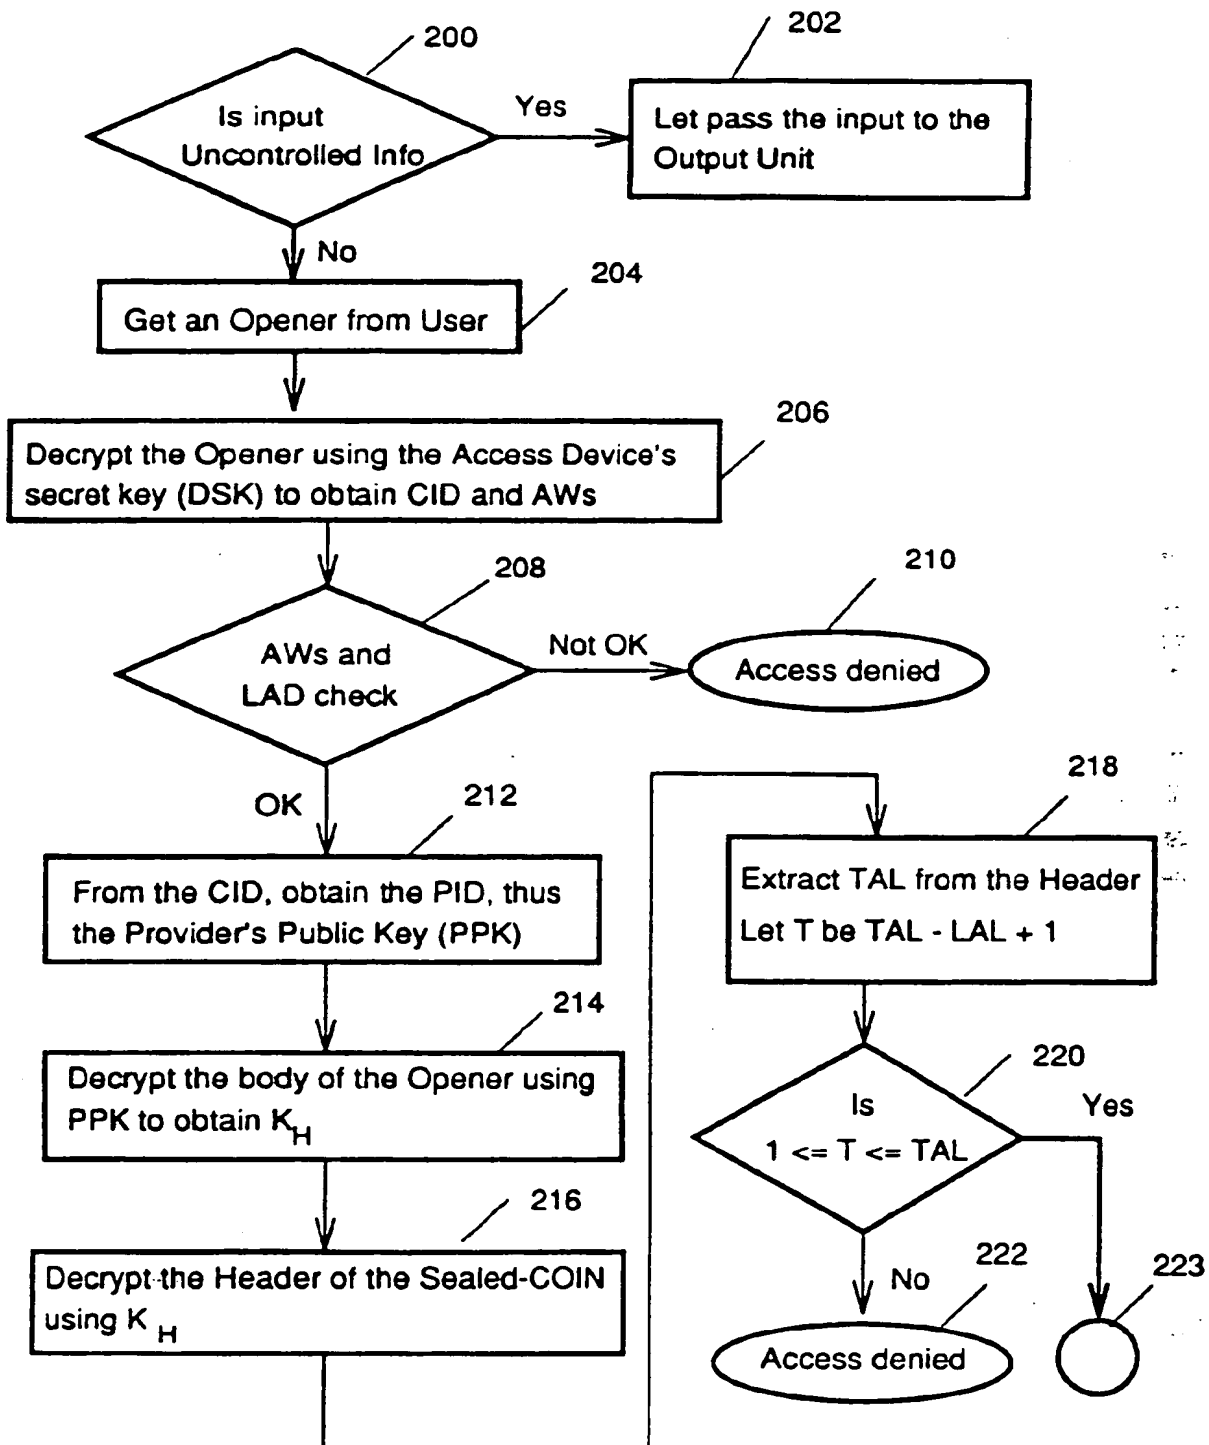 200
Is input
Uncontrolled Info
Yes
202
Let pass the input to the
Output Unit
No
204
Get an Opener from User
206
Decrypt the Opener using the Access Device's
secret key (DSK) to obtain CID and AWs
208
AWs and
LAD check
Not OK
210
Access denied
OK
212
From the CID, obtain the PID, thus
the Provider's Public Key (PPK)
214
Decrypt the body of the Opener using
PPK to obtain K_H
216
Decrypt the Header of the Sealed-COIN
using K_H
218
Extract TAL from the Header
Let T be TAL - LAL + 1
220
Is
1 <= T <= TAL
Yes
No
222
Access denied
223